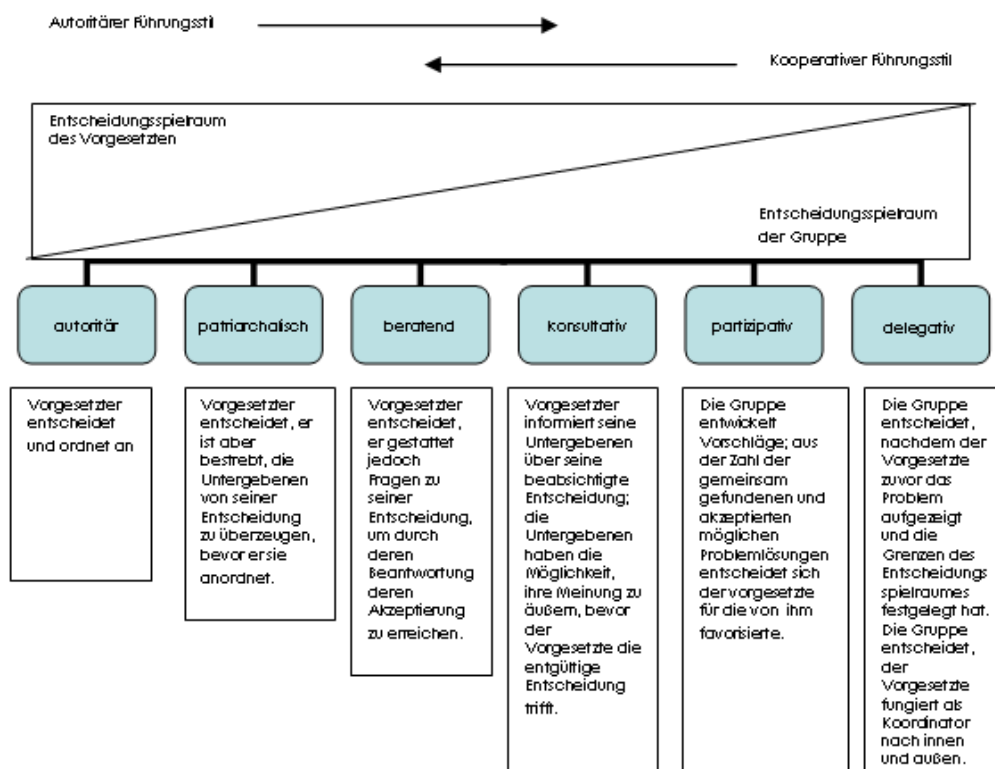 Autoritärer Führungsstil
Kooperativer Führungsstil
Entscheidungsspielraum
des Vorgesetzten
Entscheidungsspielraum
der Gruppe
autoritär
patriarchalisch
beratend
konsultativ
partizipativ
delegativ
Vorgesetzter
entscheidet
und ordnet an
Vorgesetzter
entscheidet, er
ist aber
bestrebt, die
Untergebenen
von seiner
Entscheidung
zu überzeugen,
bevor er sie
anordnet.
Vorgesetzter
entscheidet,
er gestattet
jedoch
Fragen zu
seiner
Entscheidung,
um durch
deren
Beantwortung
deren
Akzeptierung
zu erreichen.
Vorgesetzter
informiert seine
Untergebenen
über seine
beabsichtigte
Entscheidung;
die
Untergebenen
haben die
Möglichkeit,
ihre Meinung zu
äußern, bevor
der
Vorgesetzte die
entgültige
Entscheidung
trifft.
Die Gruppe
entwickelt
Vorschläge; aus
der Zahl der
gemeinsam
gefundenen und
akzeptierten
möglichen
Problemlösungen
entscheidet sich
der vorgesetzte
für die von ihm
favorisierte.
Die Gruppe
entscheidet,
nachdem der
Vorgesetzte
zuvor das
Problem
aufgezeigt
und die
Grenzen des
Entscheidungs
spielraumes
festgelegt hat.
Die Gruppe
entscheidet,
der
Vorgesetzte
fungiert als
Koordinator
nach innen
und außen.